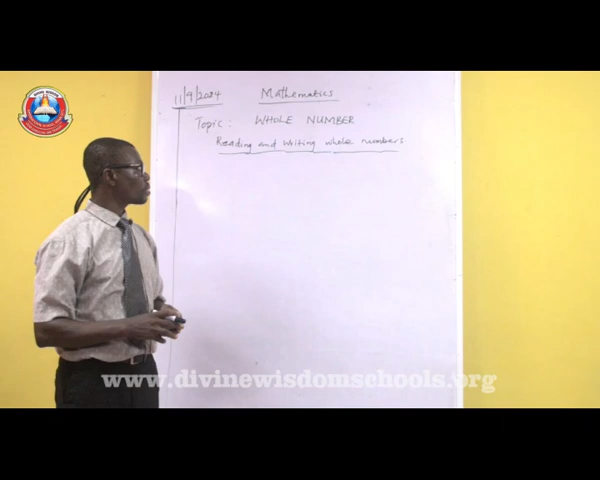 11/9/2024 Mathematics
Topic: WHOLE NUMBER
Reading and Writing whole numbers
www.divinewisdomschools.org